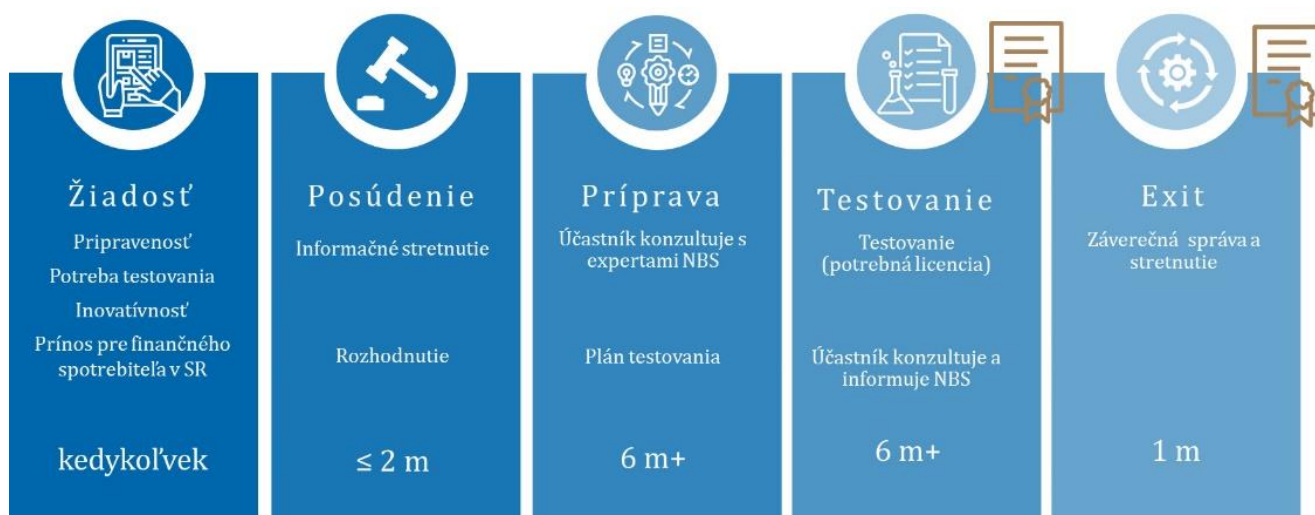 Žiadosť
Pripravenosť
Potreba testovania
Inovatívnosť
Prínos pre finančného
spotrebiteľa v SR
kedykoľvek
Posúdenie
Informačné stretnutie
Rozhodnutie
≤ 2 m
Príprava
Účastník konzultuje s
expertami NBS
Plán testovania
6 m+
Testovanie
Testovanie
(potrebná licencia)
Účastník konzultuje a
informuje NBS
6 m+
Exit
Záverečná správa a
stretnutie
1 m